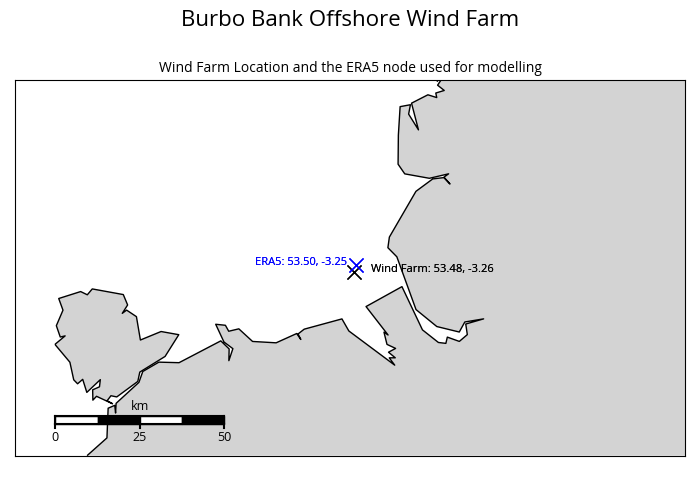 Burbo Bank Offshore Wind Farm
Wind Farm Location and the ERA5 node used for modelling
ERA5: 53.50, -3.25
Wind Farm: 53.48, -3.26
km
0 25 50